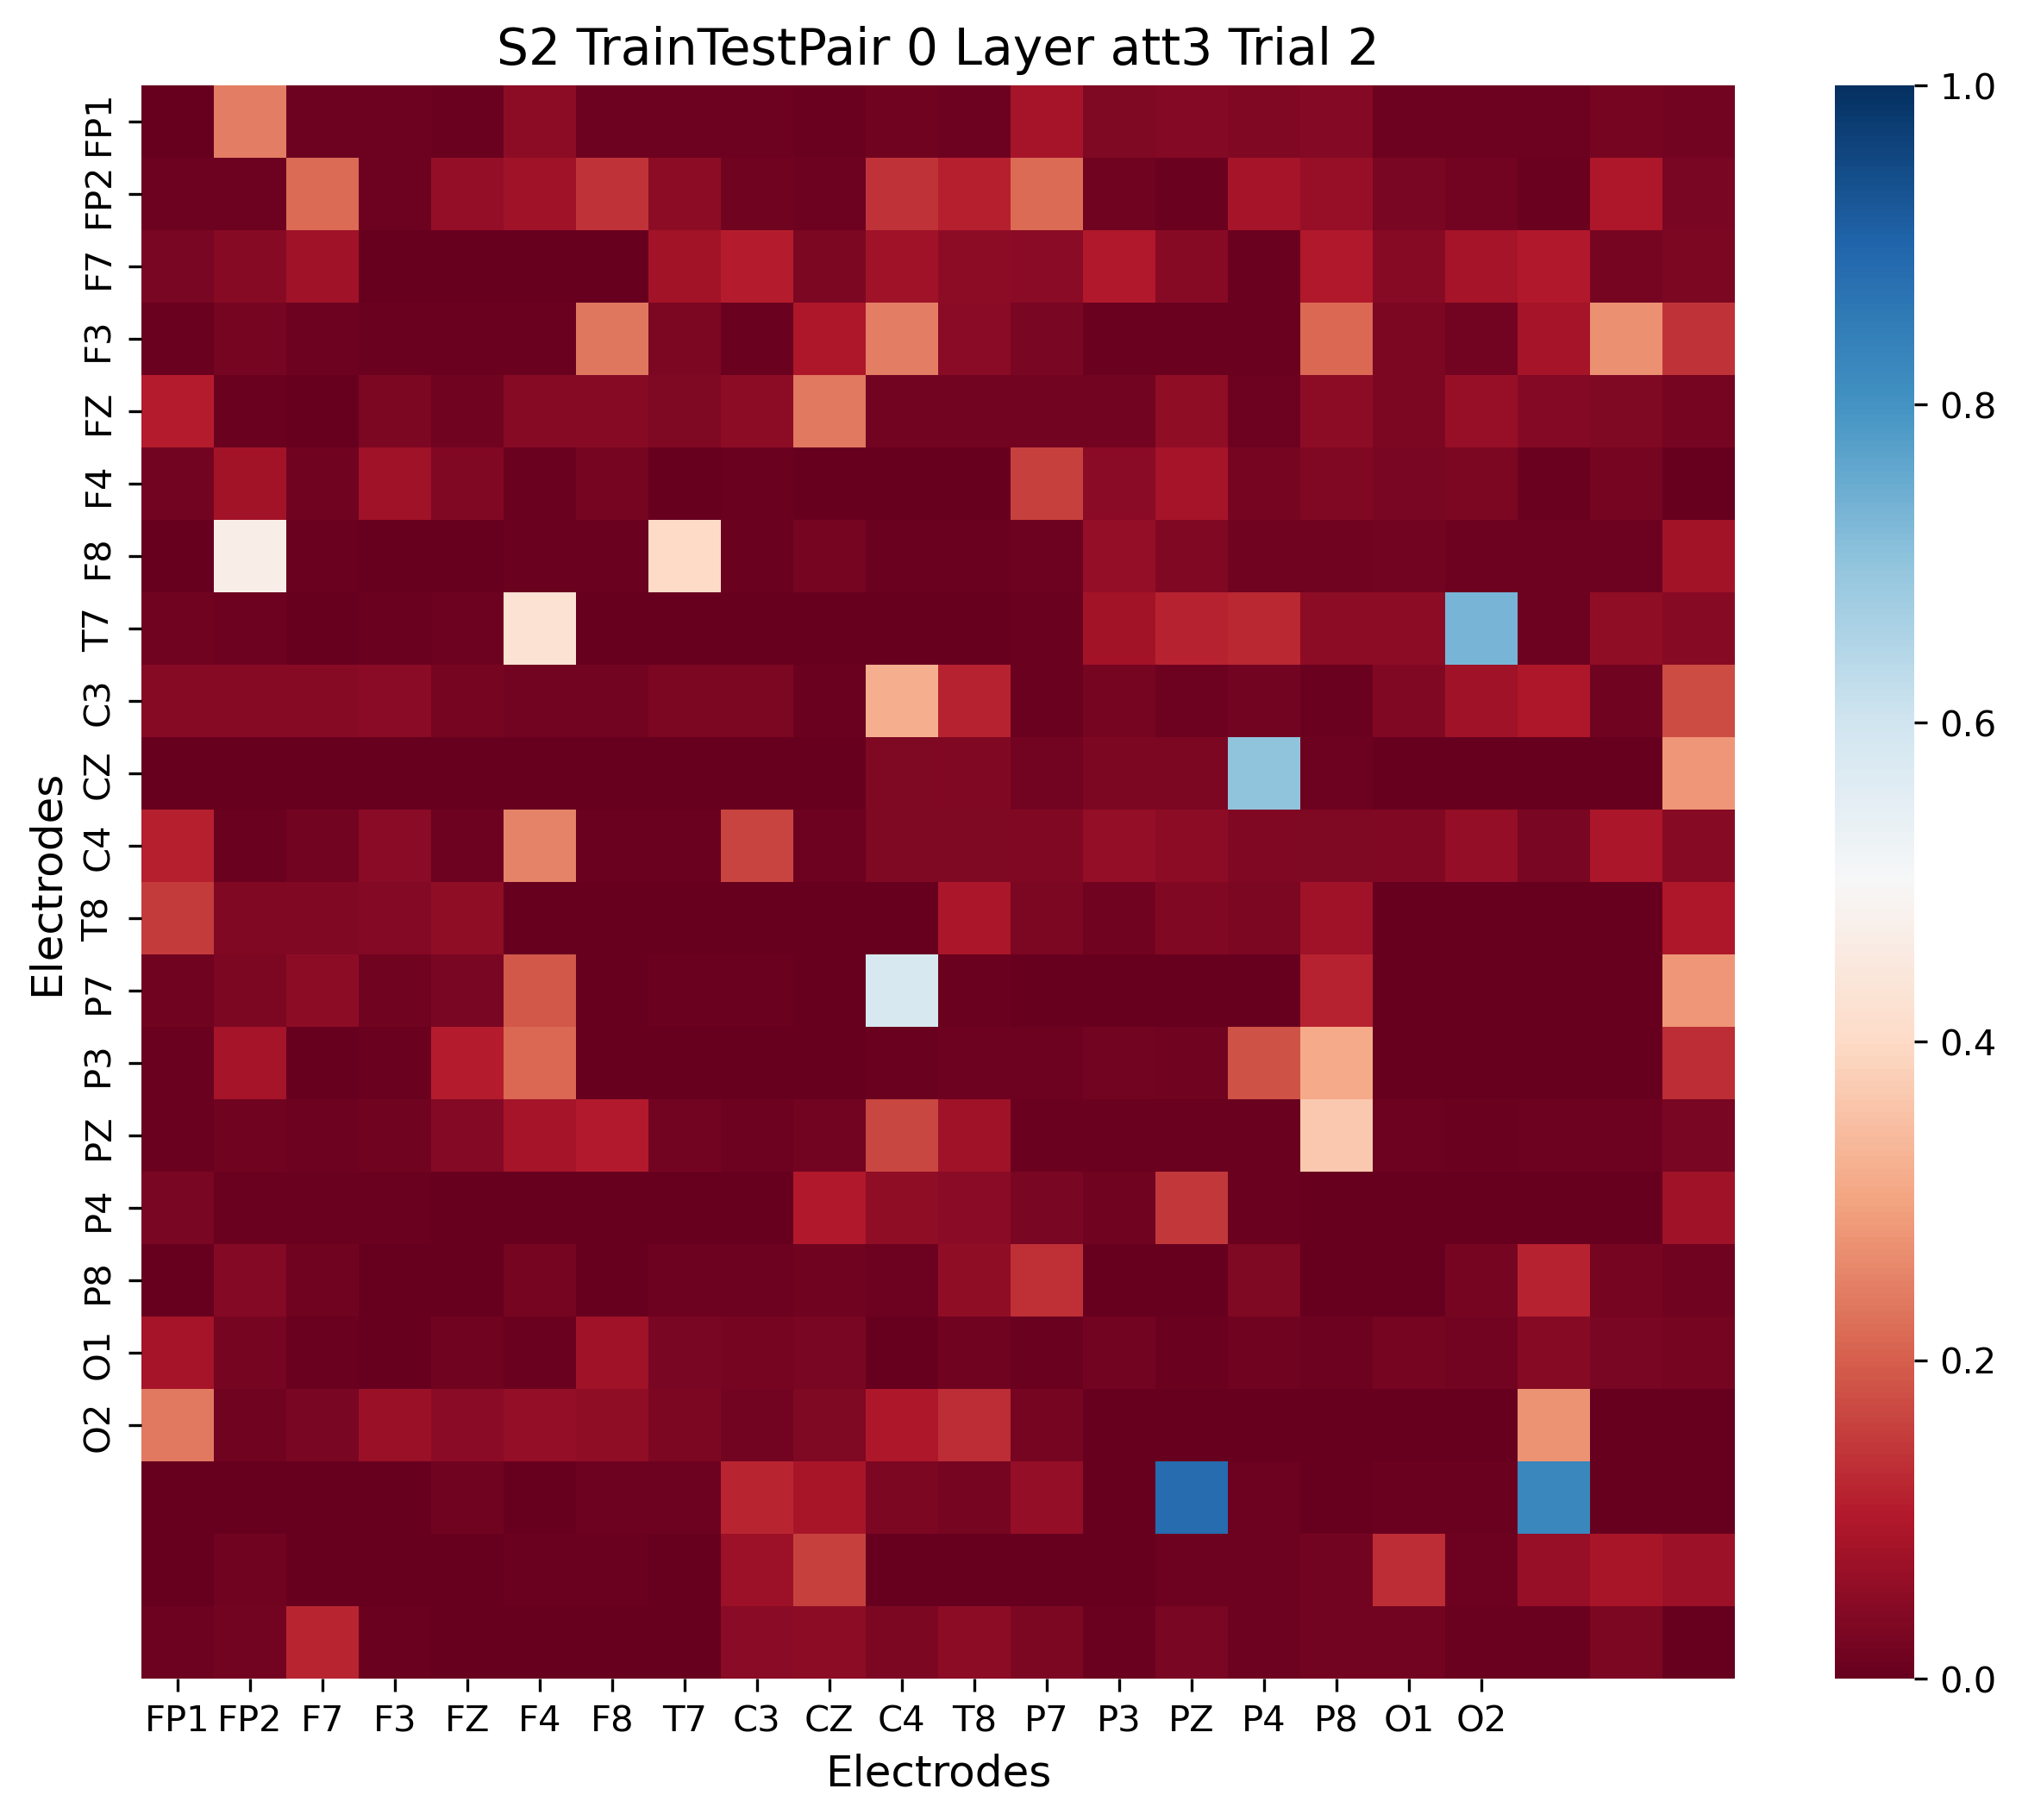 S2 TrainTestPair 0 Layer att3 Trial 2
Electrodes
FP1
FP2
F7
F3
FZ
F4
F8
T7
C3
CZ
C4
T8
P7
P3
PZ
P4
P8
O1
O2
FP1 FP2 F7 F3 FZ F4 F8 T7 C3 CZ C4 T8 P7 P3 PZ P4 P8 O1 O2
Electrodes
1.0
0.8
0.6
0.4
0.2
0.0